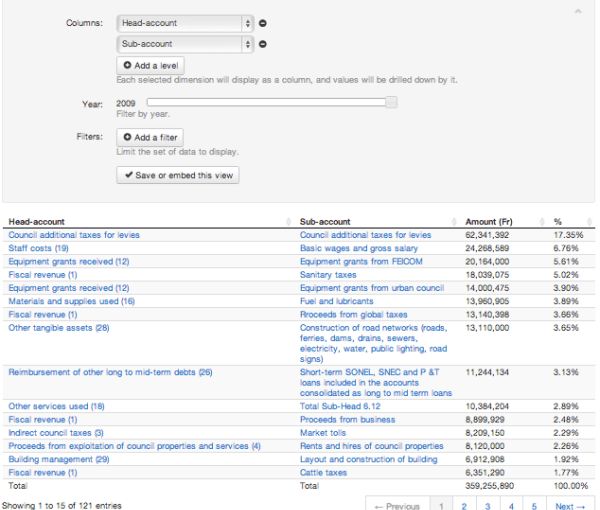 Columns: Head-account
Sub-account
Add a level
Each selected dimension will display as a column, and values will be drilled down by it.
Year: 2009
Filter by year.
Filters: Add a filter
Limit the set of data to display.
Save or embed this view
Head-account Sub-account Amount (Fr) %
Council additional taxes for levies Council additional taxes for levies 62,341,392 17.35%
Staff costs (19) Basic wages and gross salary 24,268,589 6.76%
Equipment grants received (12) Equipment grants from FEICOM 20,164,000 5.61%
Fiscal revenue (1) Sanitary taxes 18,039,075 5.02%
Equipment grants received (12) Equipment grants from urban council 14,000,475 3.90%
Materials and supplies used (16) Fuel and lubricants 13,960,905 3.89%
Fiscal revenue (1) Rroceeds from global taxes 13,140,398 3.66%
Other tangible assets (28) Construction of road networks (roads, 13,110,000 3.65%
ferries, dams, drains, sewers,
electricity, water, public lighting, road
signs)
Reimbursement of other long to mid-term debts (26) Short-term SONEL, SNEC and P &T 11,244,134 3.13%
loans included in the accounts
consolidated as long to mid term loans
Other services used (18) Total Sub-Head 6.12 10,384,204 2.89%
Fiscal revenue (1) Proceeds from business 8,899,929 2.48%
Indirect council taxes (3) Market tolls 8,209,150 2.29%
Proceeds from exploitation of council properties and services (4) Rents and hires of council properties 8,120,000 2.26%
Building management (29) Layout and construction of building 6,912,908 1.92%
Fiscal revenue (1) Cattle taxes 6,351,290 1.77%
Total Total 359,255,890 100.00%
Showing 1 to 15 of 121 entries ← Previous 1 2 3 4 5 Next →